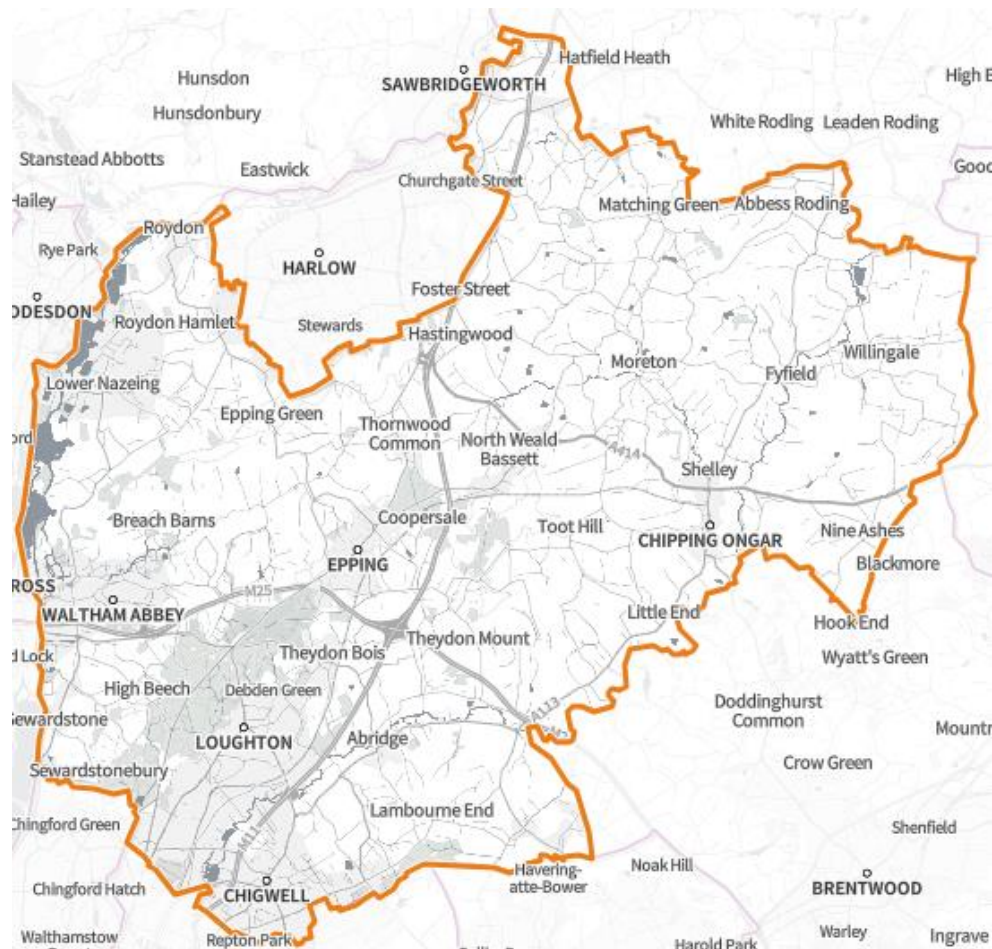 Hunsdon
Hatfield Heath
SAWBRIDGEWORTH
High E
Hunsdonbury
White Roding
Leaden Roding
Stanstead Abbotts
Eastwick
Churchgate Street
Good
Hailey
Matching Green
Abbess Roding
Roydon
Rye Park
HARLOW
Foster Street
ODESDON
Roydon Hamlet
Stewards
Hastingwood
Willingale
Moreton
Fyfield
Lower Nazeing
Epping Green
Thornwood
Common
North Weald
Bassett
ord
A414
Shelley
Breach Barns
Coopersale
Toot Hill
CHIPPING ONGAR
Nine Ashes
EPPING
Blackmore
ROSS
M25
WALTHAM ABBEY
Little End
Hook End
Theydon Mount
Theydon Bois
d Lock
Wyatt's Green
High Beech
Debden Green
Doddinghurst
Common
A113
Sewardstone
LOUGHTON
Abridge
Mountn
Crow Green
Sewardstonebury
Lambourne End
Chingford Green
M11
Shenfield
Havering-
atte-Bower
Noak Hill
Chingford Hatch
CHIGWELL
BRENTWOOD
Walthamstow
Repton Park
Harold Park
Warley
Ingrave